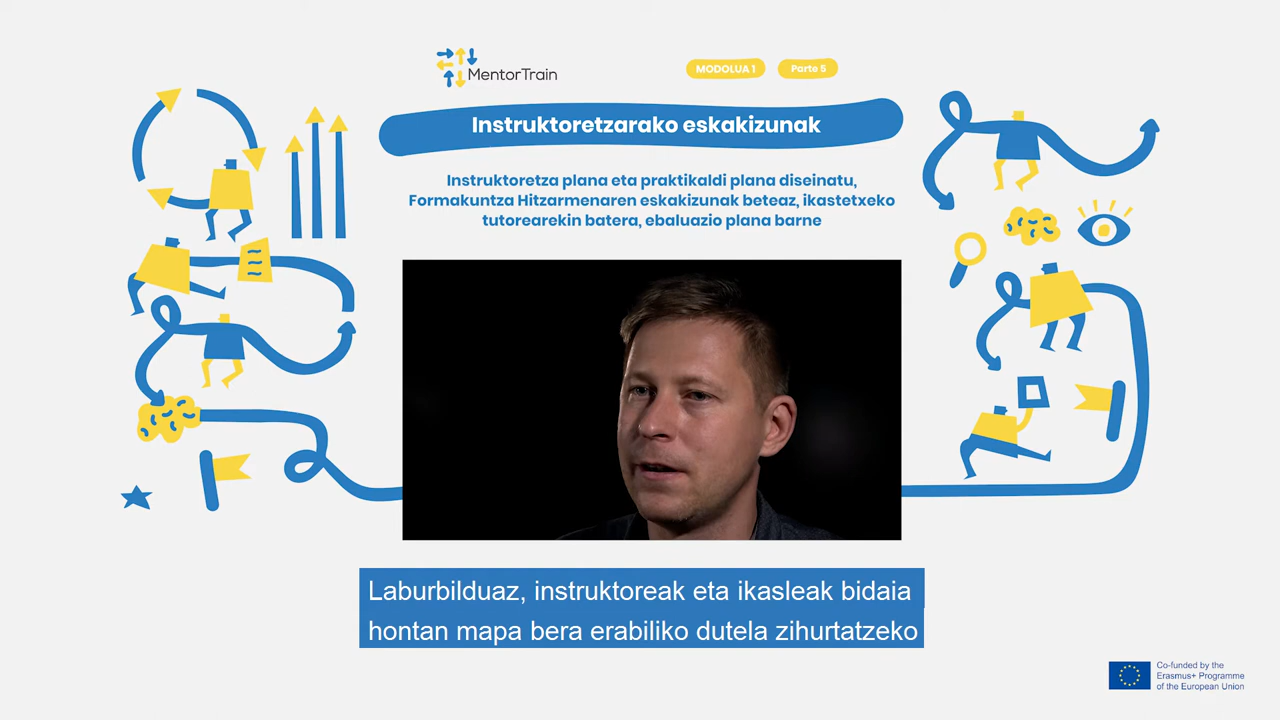 MentorTrain
MODOLUA 1
Parte 5
Instruktoretzarako eskakizunak
Instruktoretza plana eta praktikaldi plana diseinatu,
Formakuntza Hitzarmenaren eskakizunak beteaz, ikastetxeko
tutorearekin batera, ebaluazio plana barne
Laburbilduaz, instruktoreak eta ikasleak bidaia
hontan mapa bera erabiliko dutela zihurtatzeko
Co-funded by the
Erasmus+ Programme
of the European Union